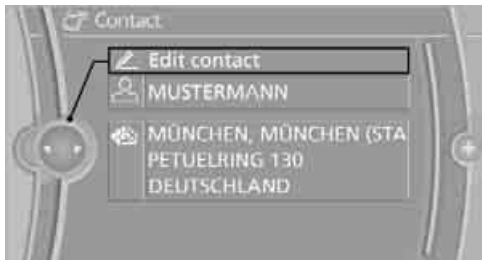 Contact
Edit contact
MUSTERMANN
MÜNCHEN, MÜNCHEN (STA
PETUELRING 130
DEUTSCHLAND